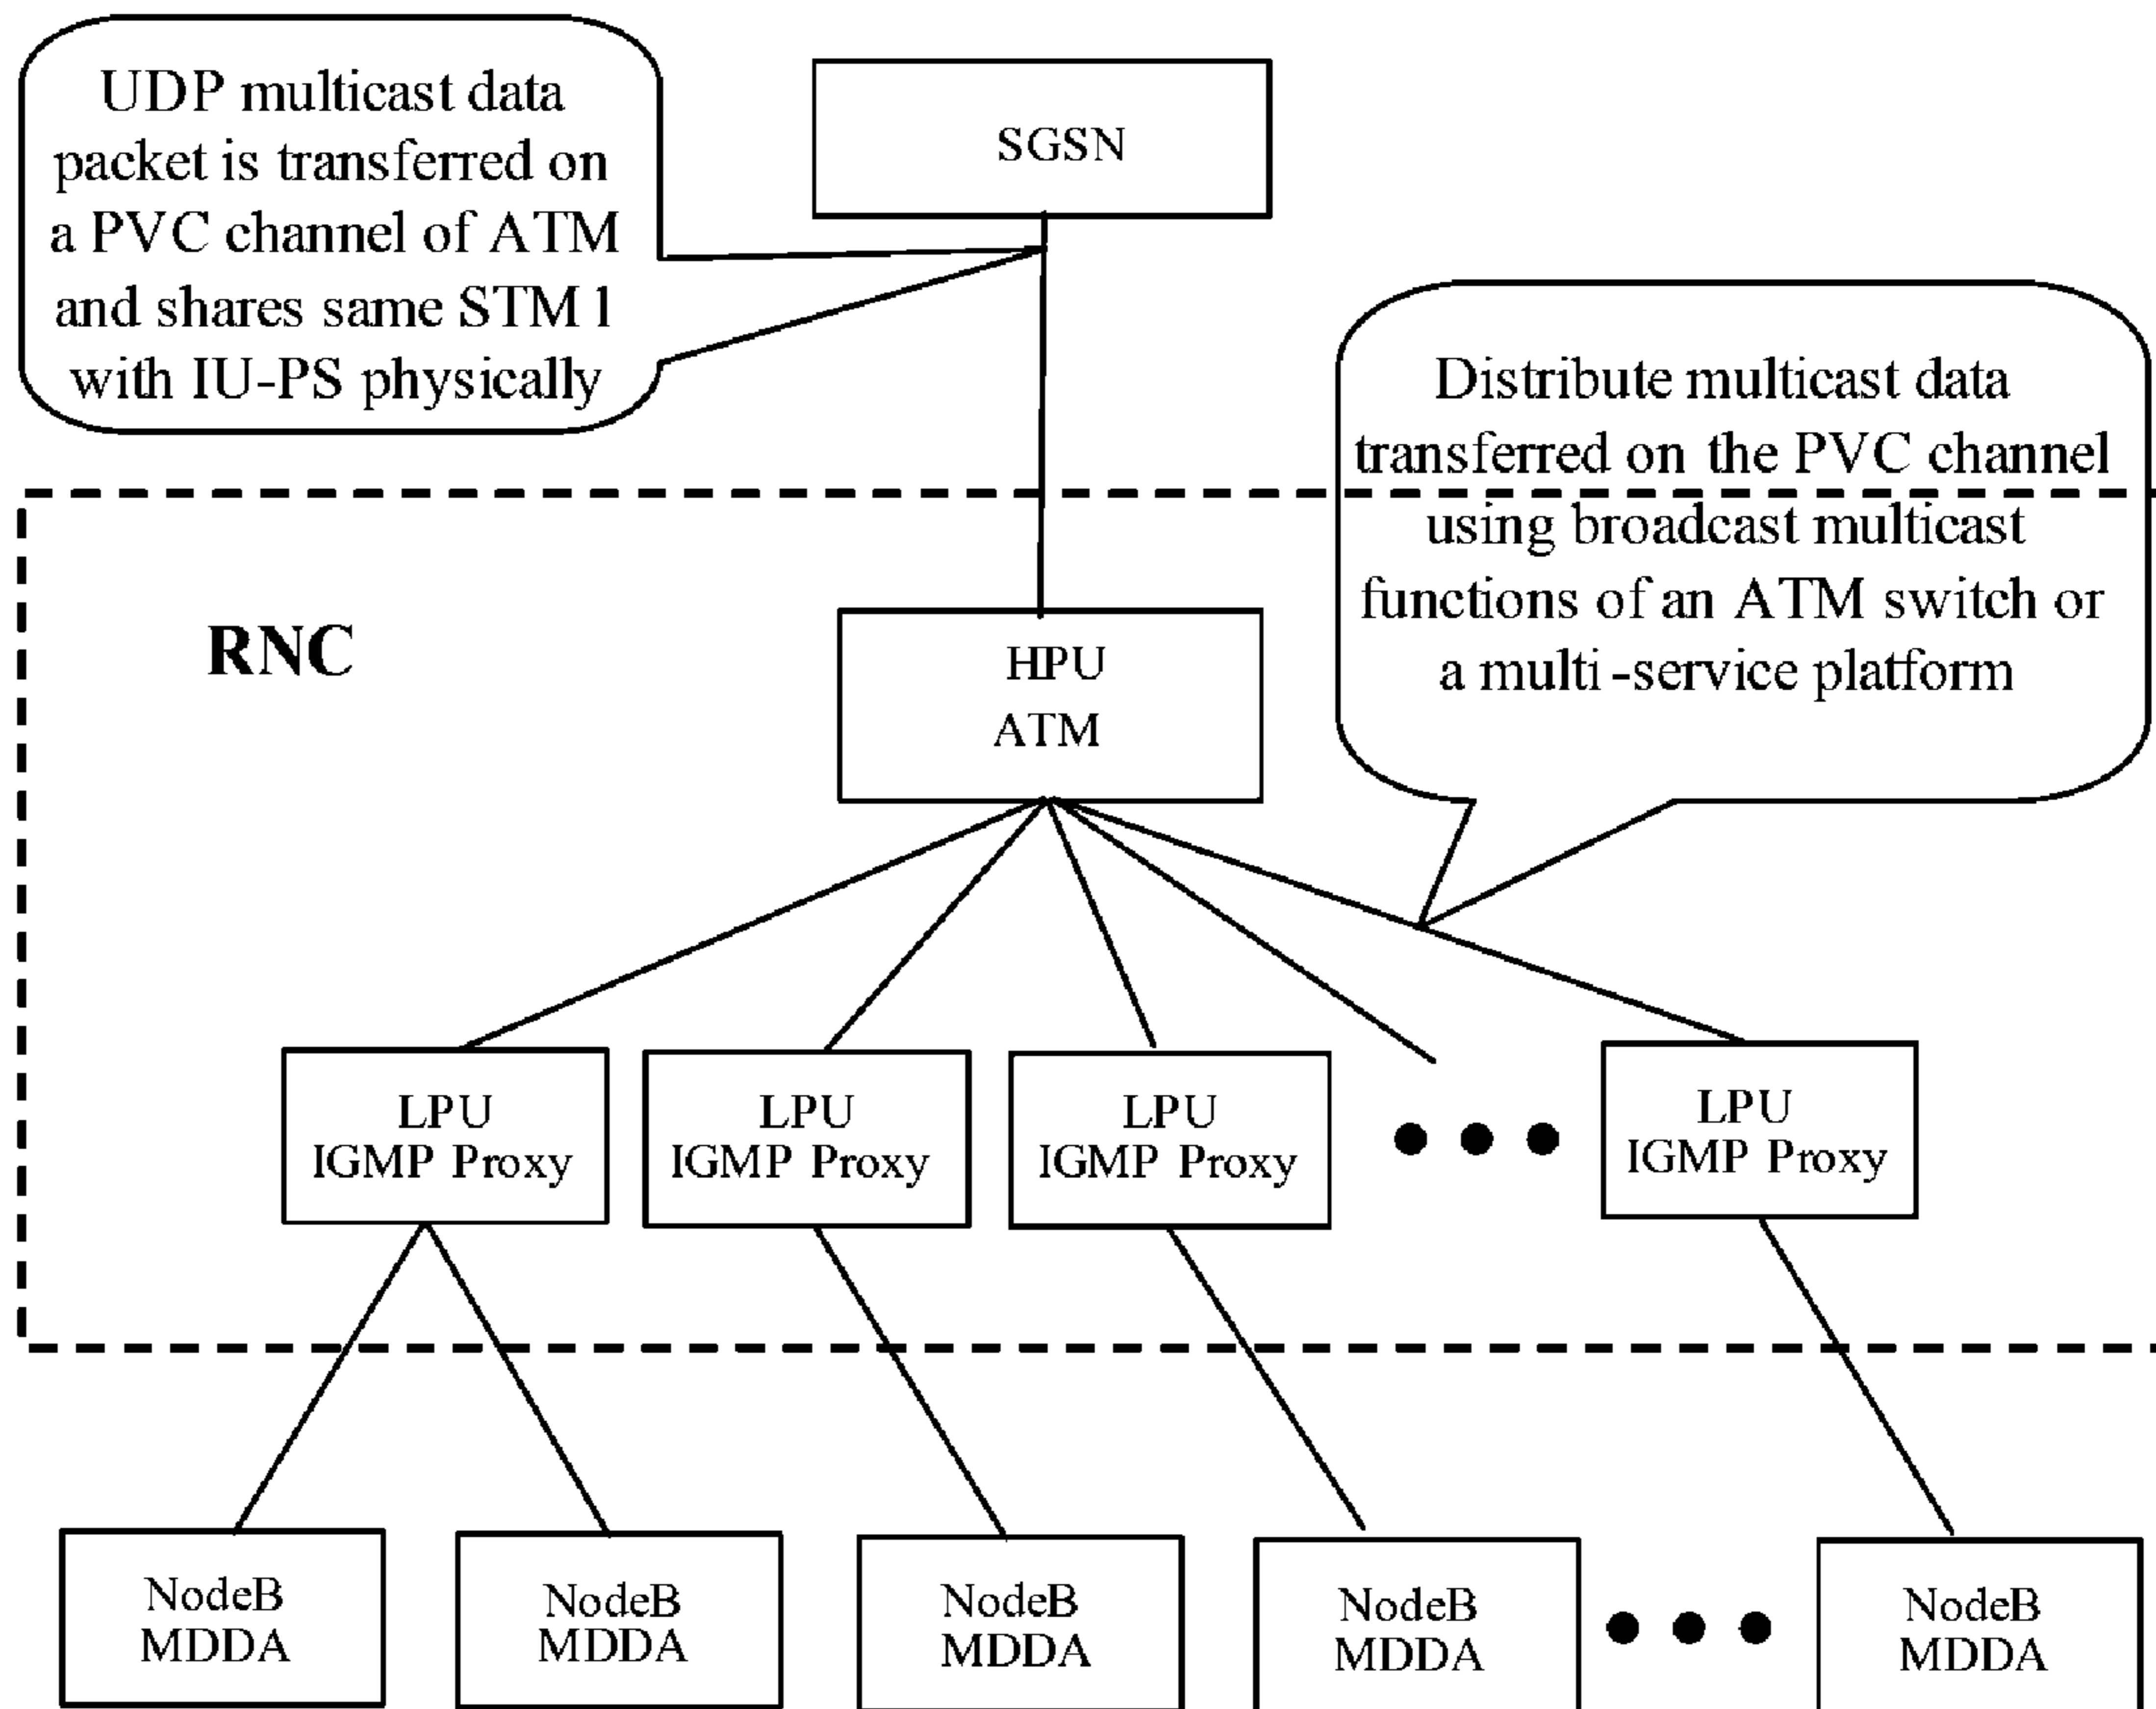 UDP multicast data
packet is transferred on
a PVC channel of ATM
and shares same STM 1
with IU-PS physically
SGSN
Distribute multicast data
transferred on the PVC channel
using broadcast multicast
functions of an ATM switch or
a multi-service platform
RNC
HPU
ATM
LPU
IGMP Proxy
LPU
IGMP Proxy
LPU
IGMP Proxy
LPU
IGMP Proxy
NodeB
MDDA
NodeB
MDDA
NodeB
MDDA
NodeB
MDDA
NodeB
MDDA